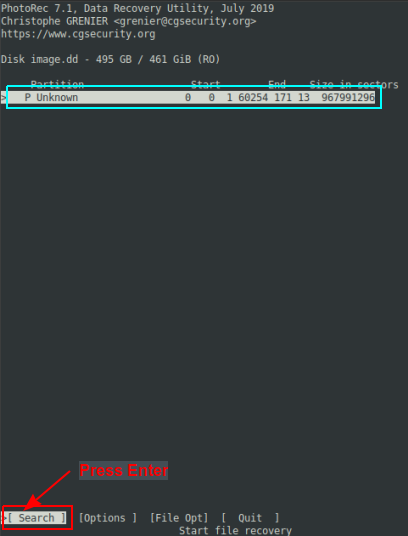 PhotoRec 7.1, Data Recovery Utility, July 2019
Christophe GRENIER <grenier@cgsecurity.org>
https://www.cgsecurity.org
Disk image.dd - 495 GB / 461 GiB (RO)
Partition Start End Size in sectors
> P Unknown 0 0 1 60254 171 13 967991296
Press Enter
>[ Search ] [Options ] [File Opt] [ Quit ]
Start file recovery